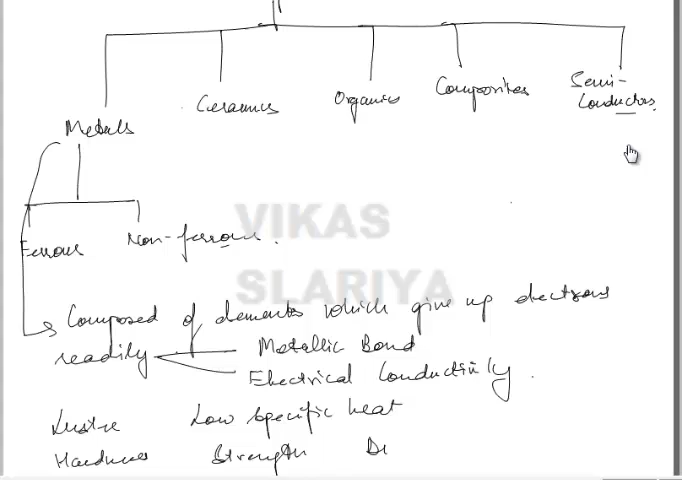 Metals
Ceramics
Organics
Composites
Semi-
Conductors
Ferrous
Non-ferrous.
VIKAS
SLARIYA
Composed of elements which give up electrons
readily
Metallic Bond
Electrical Conductivity.
Lustre Low specific heat
Hardness Strength Du